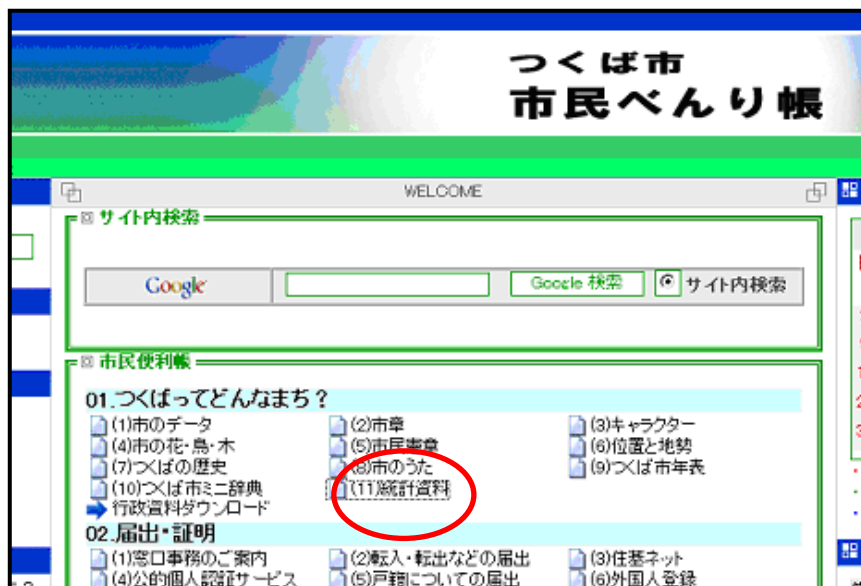 つくば市
市民べんり帳
WELCOME
サイト内検索
Google
Google 検索
サイト内検索
市民便利帳
01.つくばってどんなまち？
(1)市のデータ (2)市章 (3)キャラクター
(4)市の花・鳥・木 (5)市民憲章 (6)位置と地勢
(7)つくばの歴史 (8)市のうた (9)つくば市年表
(10)つくば市ミニ辞典 (11)統計資料
行政資料ダウンロード
02.届出・証明
(1)窓口事務のご案内 (2)転入・転出などの届出 (3)住基ネット
(4)公的個人認証サービス (5)戸籍についての届出 (6)外国人登録